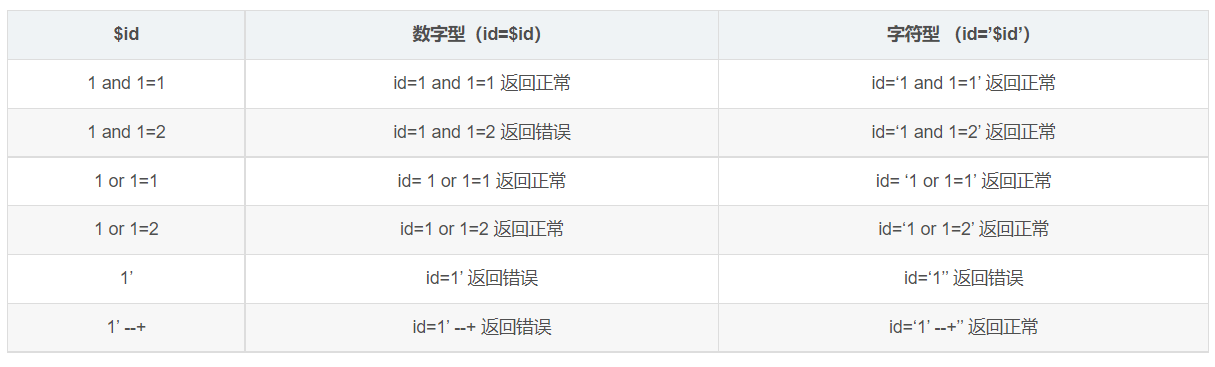 $id 数字型（id=$id） 字符型 （id=’$id’）
1 and 1=1 id=1 and 1=1 返回正常 id=‘1 and 1=1’ 返回正常
1 and 1=2 id=1 and 1=2 返回错误 id=‘1 and 1=2’ 返回正常
1 or 1=1 id= 1 or 1=1 返回正常 id= ‘1 or 1=1’ 返回正常
1 or 1=2 id=1 or 1=2 返回正常 id=‘1 or 1=2’ 返回正常
1’ id=1’ 返回错误 id=‘1’’ 返回错误
1’ --+ id=1’ --+ 返回错误 id=‘1’ --+’’ 返回正常